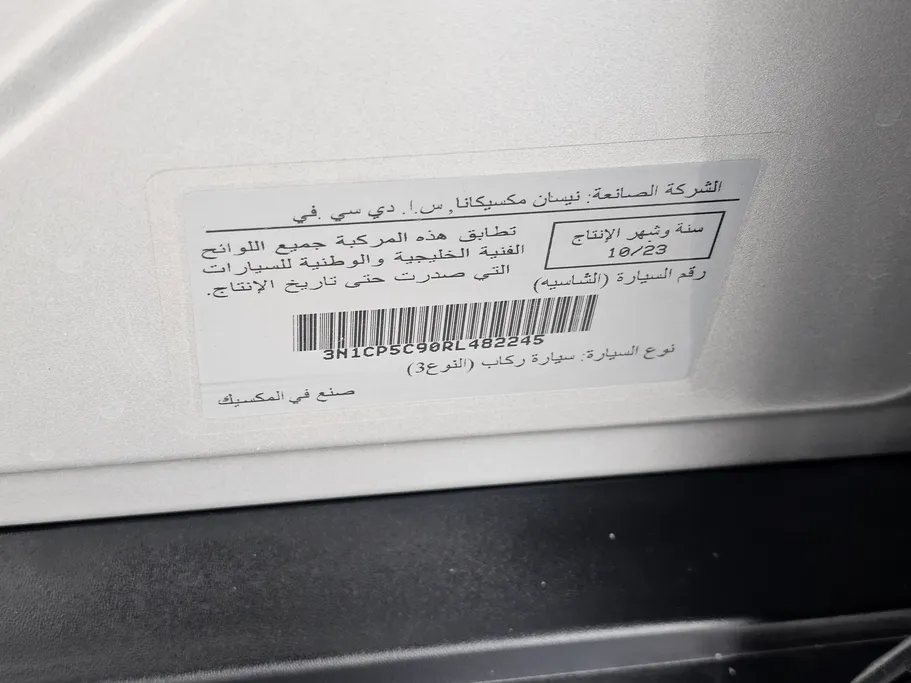 الشركة الصانعة: نيسان مكسيكانا, س.ا. دي سي .في
سنة وشهر الإنتاج
10/23
تطابق هذه المركبة جميع اللوائح
الفنية الخليجية والوطنية للسيارات
التي صدرت حتى تاريخ الإنتاج.
رقم السيارة (الشاسيه)
3N1CP5C90RL482245
نوع السيارة: سيارة ركاب (النوع3)
صنع في المكسيك